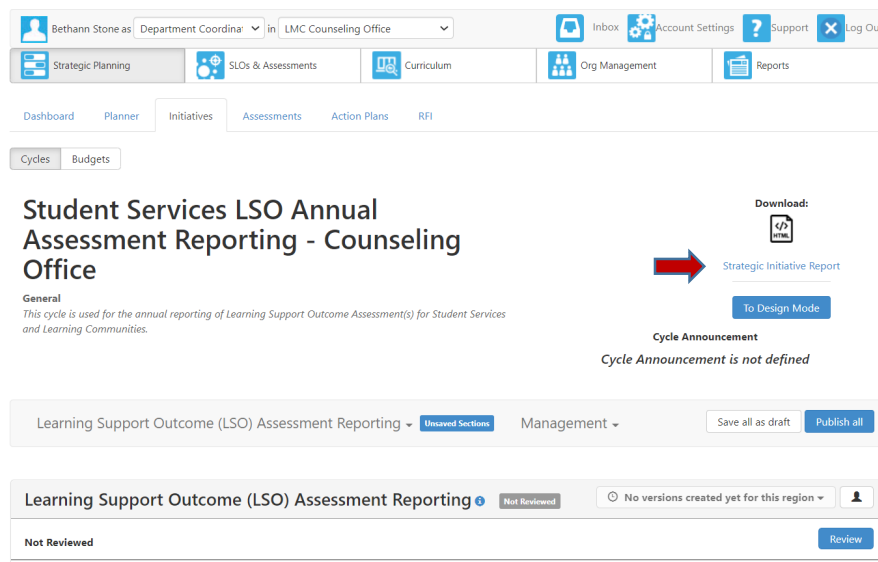 Bethann Stone as Department Coordinat in LMC Counseling Office Inbox Account Settings Support Log Ou
Strategic Planning SLOs & Assessments Curriculum Org Management Reports
Dashboard Planner Initiatives Assessments Action Plans RFI
Cycles Budgets
Student Services LSO Annual
Assessment Reporting - Counseling
Office
General
This cycle is used for the annual reporting of Learning Support Outcome Assessment(s) for Student Services
and Learning Communities.
Download:
</>
HTML
Strategic Initiative Report
To Design Mode
Cycle Announcement
Cycle Announcement is not defined
Learning Support Outcome (LSO) Assessment Reporting Unsaved Sections Management Save all as draft Publish all
Learning Support Outcome (LSO) Assessment Reporting Not Reviewed No versions created yet for this region
Not Reviewed Review